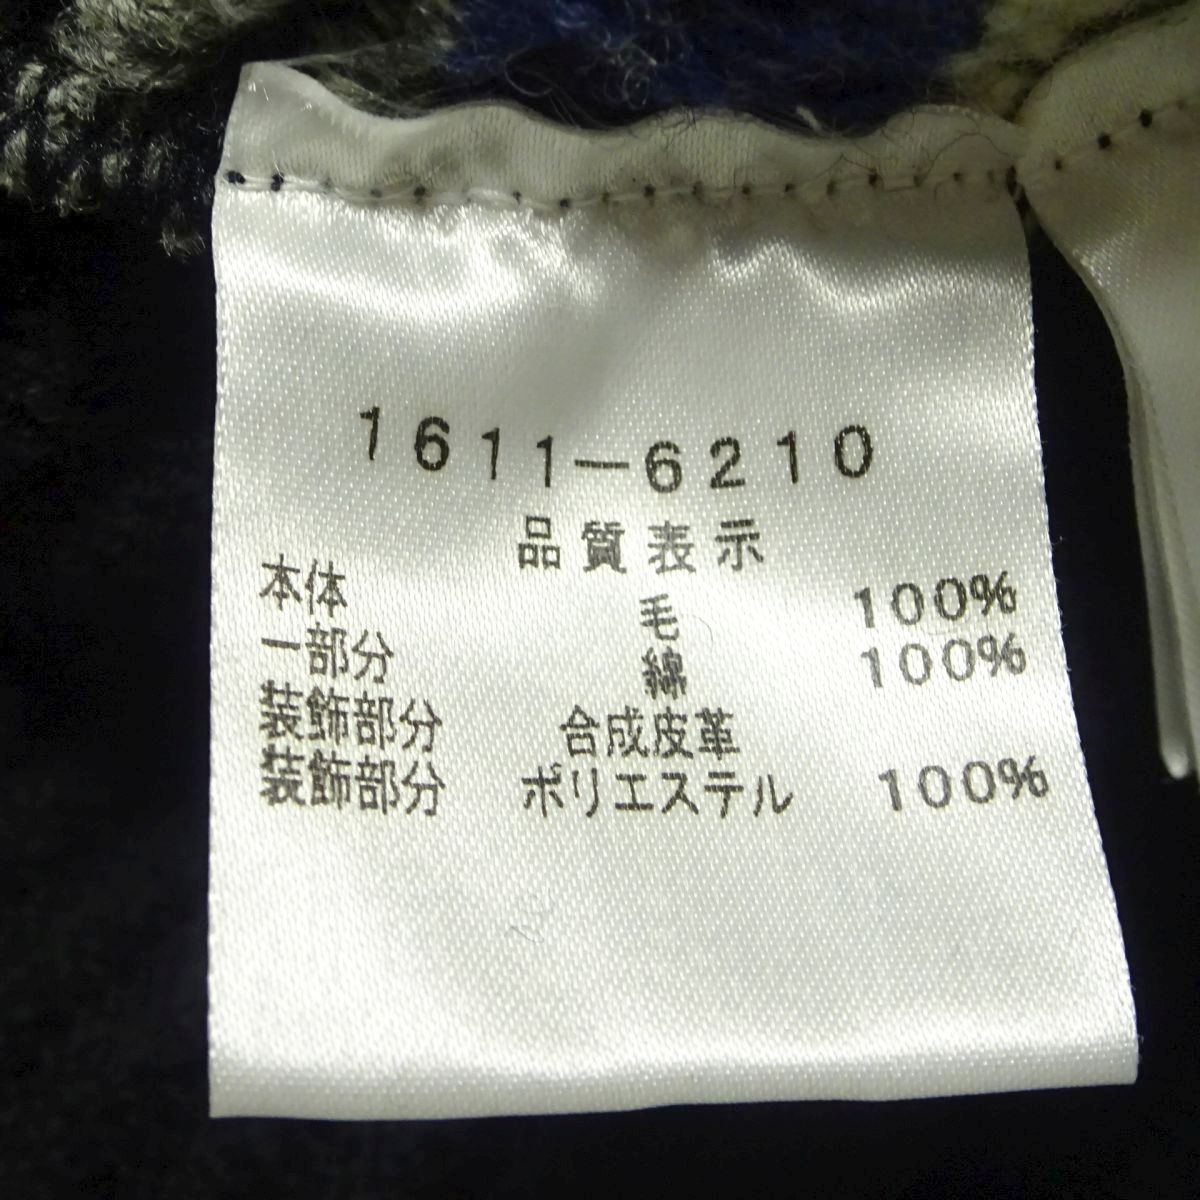 1611-6210
品質表示
本体 毛 100%
一部分 綿 100%
装飾部分 合成皮革
装飾部分 ポリエステル 100%